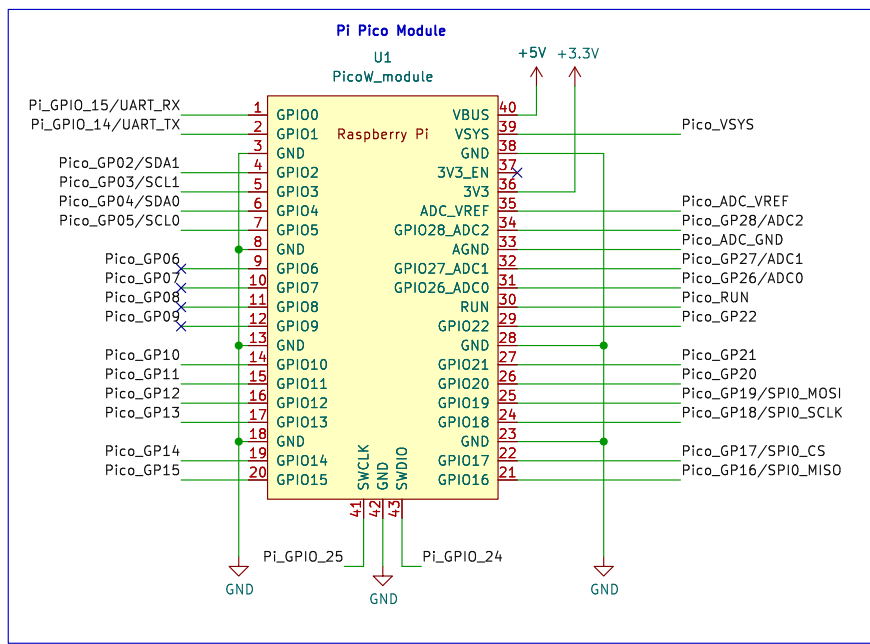 Pi Pico Module
U1
PicoW_module
+5V
+3.3V
Raspberry Pi
Pi_GPIO_15/UART_RX 1 GPIO0
Pi_GPIO_14/UART_TX 2 GPIO1
3 GND
Pico_GP02/SDA1 4 GPIO2
Pico_GP03/SCL1 5 GPIO3
Pico_GP04/SDA0 6 GPIO4
Pico_GP05/SCL0 7 GPIO5
8 GND
Pico_GP06 9 GPIO6
Pico_GP07 10 GPIO7
Pico_GP08 11 GPIO8
Pico_GP09 12 GPIO9
13 GND
Pico_GP10 14 GPIO10
Pico_GP11 15 GPIO11
Pico_GP12 16 GPIO12
Pico_GP13 17 GPIO13
18 GND
Pico_GP14 19 GPIO14
Pico_GP15 20 GPIO15
VBUS 40
VSYS 39 Pico_VSYS
GND 38
3V3_EN 37
3V3 36
ADC_VREF 35 Pico_ADC_VREF
GPIO28_ADC2 34 Pico_GP28/ADC2
AGND 33 Pico_ADC_GND
GPIO27_ADC1 32 Pico_GP27/ADC1
GPIO26_ADC0 31 Pico_GP26/ADC0
RUN 30 Pico_RUN
GPIO22 29 Pico_GP22
GND 28
GPIO21 27 Pico_GP21
GPIO20 26 Pico_GP20
GPIO19 25 Pico_GP19/SPI0_MOSI
GPIO18 24 Pico_GP18/SPI0_SCLK
GND 23
GPIO17 22 Pico_GP17/SPI0_CS
GPIO16 21 Pico_GP16/SPI0_MISO
SWCLK 41
GND 42
SWDIO 43
Pi_GPIO_25
Pi_GPIO_24
GND
GND
GND